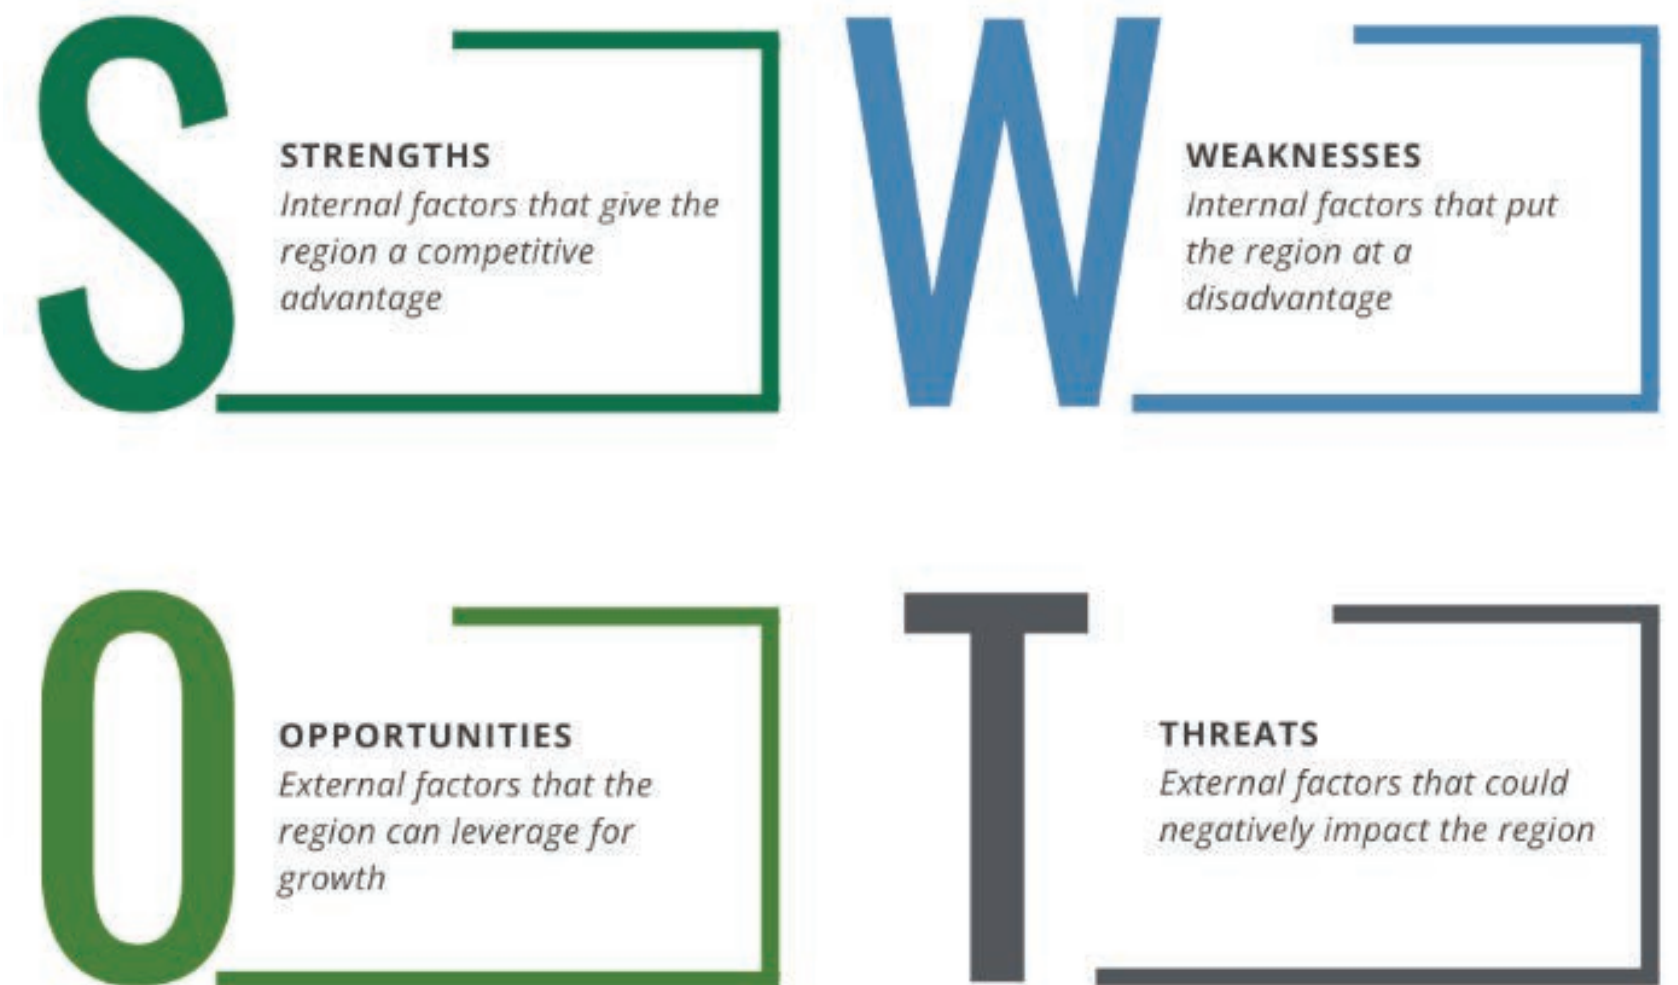 S
STRENGTHS
Internal factors that give the
region a competitive
advantage
W
WEAKNESSES
Internal factors that put
the region at a
disadvantage
O
OPPORTUNITIES
External factors that the
region can leverage for
growth
T
THREATS
External factors that could
negatively impact the region